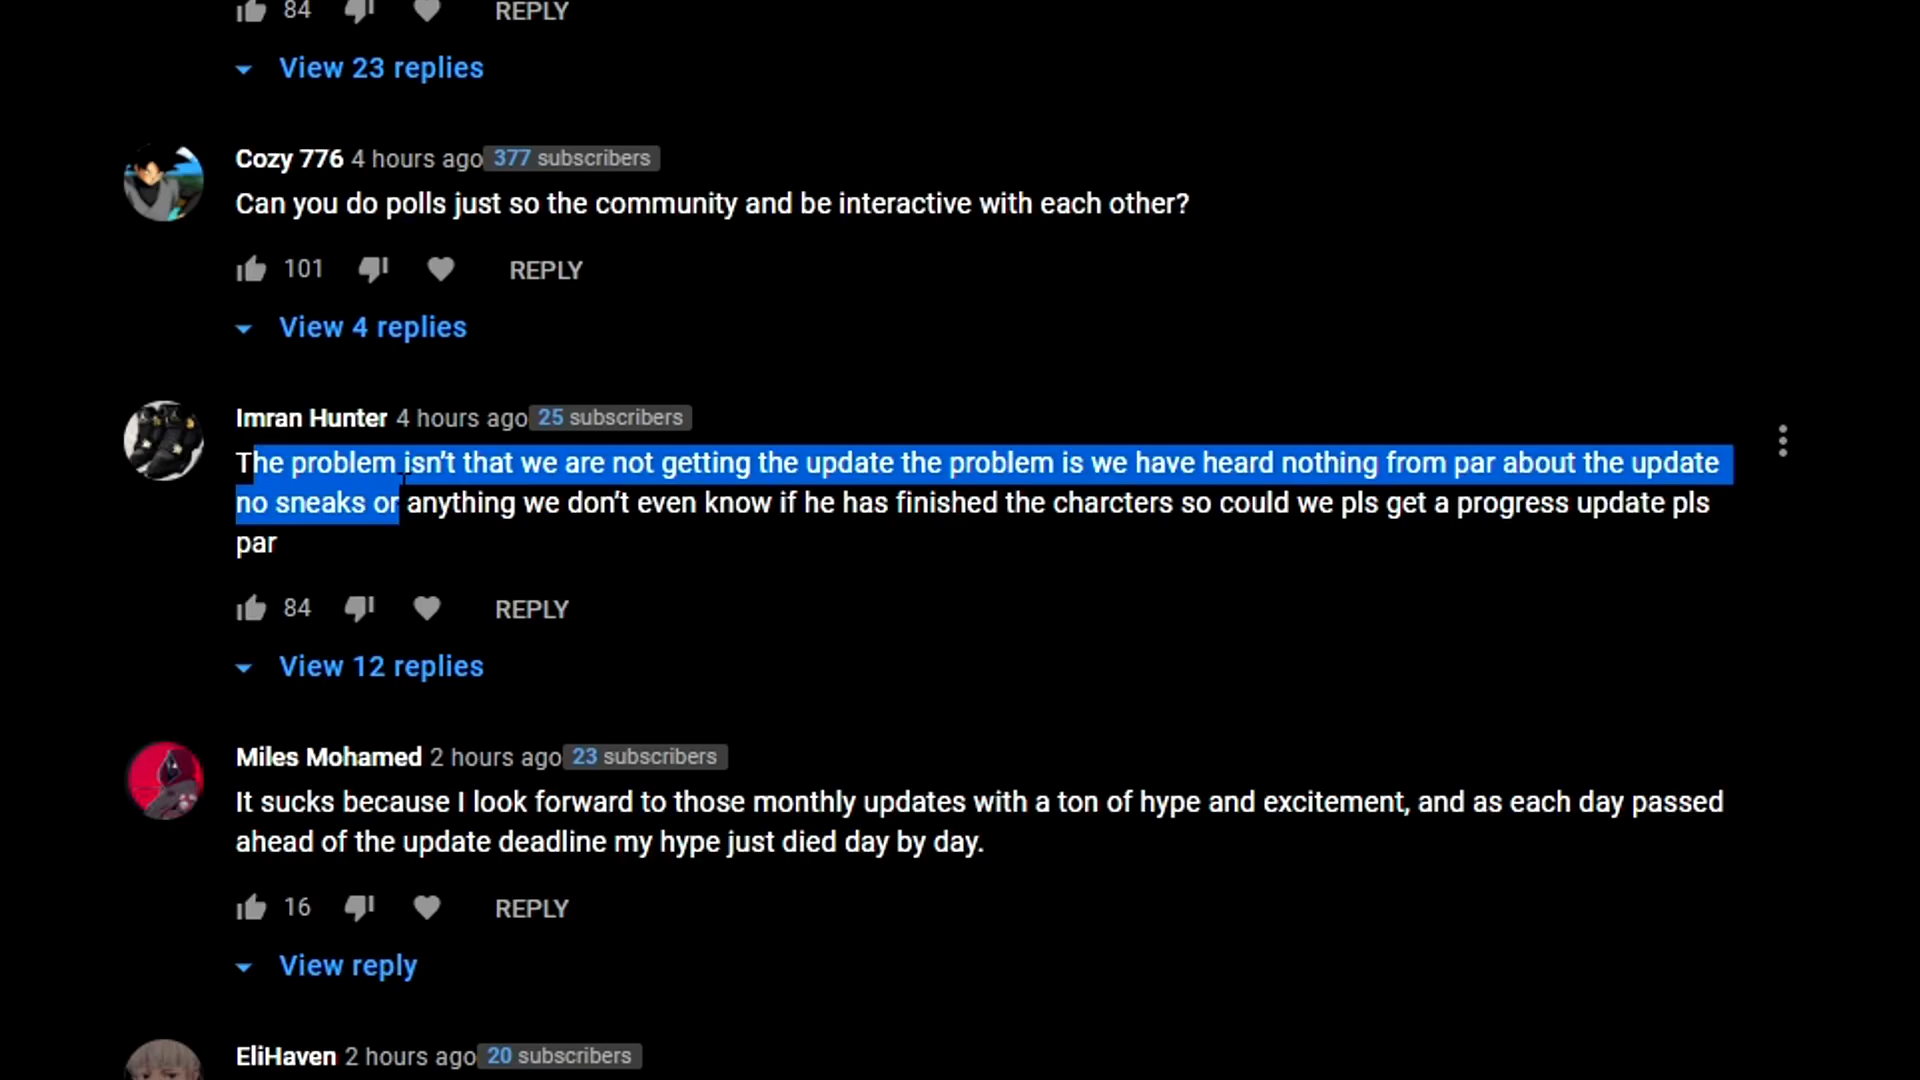 84 REPLY
View 23 replies
Cozy 776 4 hours ago 377 subscribers
Can you do polls just so the community and be interactive with each other?
101 REPLY
View 4 replies
Imran Hunter 4 hours ago 25 subscribers
The problem isn't that we are not getting the update the problem is we have heard nothing from par about the update
no sneaks or anything we don't even know if he has finished the charcters so could we pls get a progress update pls
par
84 REPLY
View 12 replies
Miles Mohamed 2 hours ago 23 subscribers
It sucks because I look forward to those monthly updates with a ton of hype and excitement, and as each day passed
ahead of the update deadline my hype just died day by day.
16 REPLY
View reply
EliHaven 2 hours ago 20 subscribers